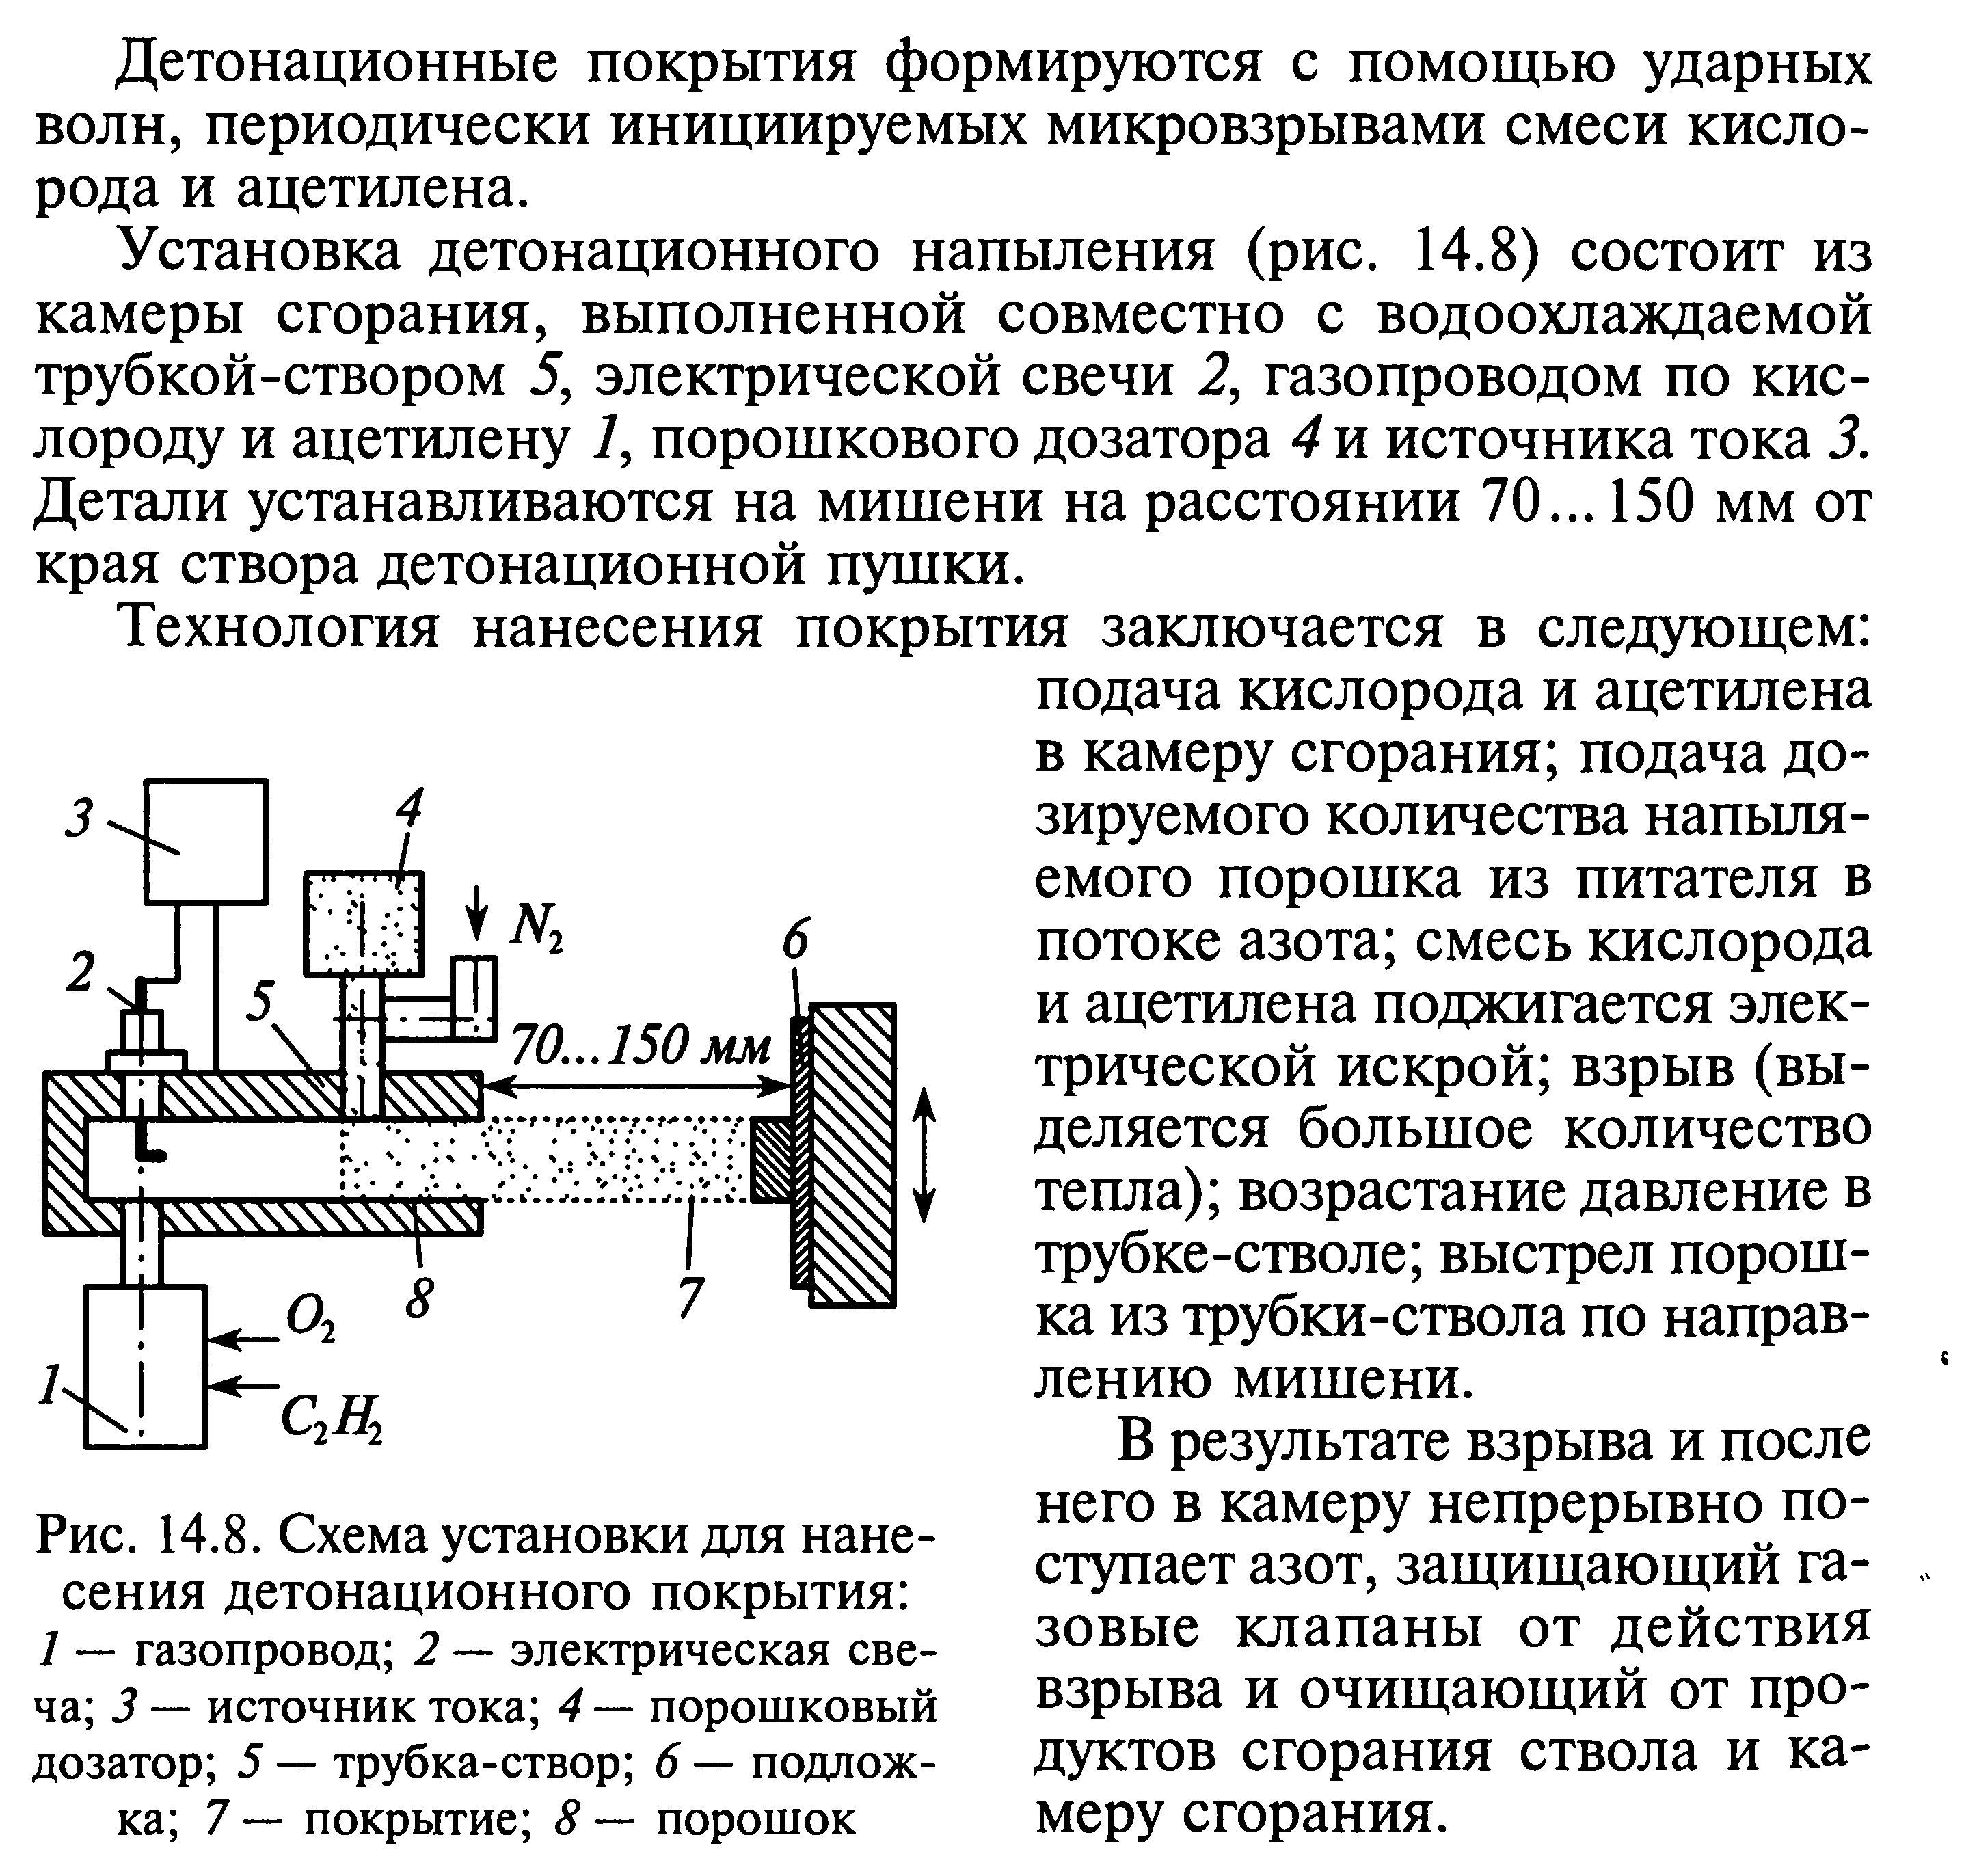 Детонационные покрытия формируются с помощью ударных
волн, периодически инициируемых микровзрывами смеси кисло-
рода и ацетилена.
Установка детонационного напыления (рис. 14.8) состоит из
камеры сгорания, выполненной совместно с водоохлаждаемой
трубкой-створом 5, электрической свечи 2, газопроводом по кис-
лороду и ацетилену 1, порошкового дозатора 4 и источника тока 3.
Детали устанавливаются на мишени на расстоянии 70...150 мм от
края створа детонационной пушки.
Технология нанесения покрытия заключается в следующем:
подача кислорода и ацетилена
в камеру сгорания; подача до-
зируемого количества напыля-
емого порошка из питателя в
потоке азота; смесь кислорода
и ацетилена поджигается элек-
трической искрой; взрыв (вы-
деляется большое количество
тепла); возрастание давление в
трубке-стволе; выстрел порош-
ка из трубки-ствола по направ-
лению мишени.
В результате взрыва и после
него в камеру непрерывно по-
ступает азот, защищающий га-
зовые клапаны от действия
взрыва и очищающий от про-
дуктов сгорания ствола и ка-
меру сгорания.
3
4
N₂
6
2
5
70...150 мм
8
7
O₂
1
C₂H₂
Рис. 14.8. Схема установки для нане-
сения детонационного покрытия:
1 — газопровод; 2 — электрическая све-
ча; 3 — источник тока; 4 — порошковый
дозатор; 5 — трубка-створ; 6 — подлож-
ка; 7 — покрытие; 8 — порошок